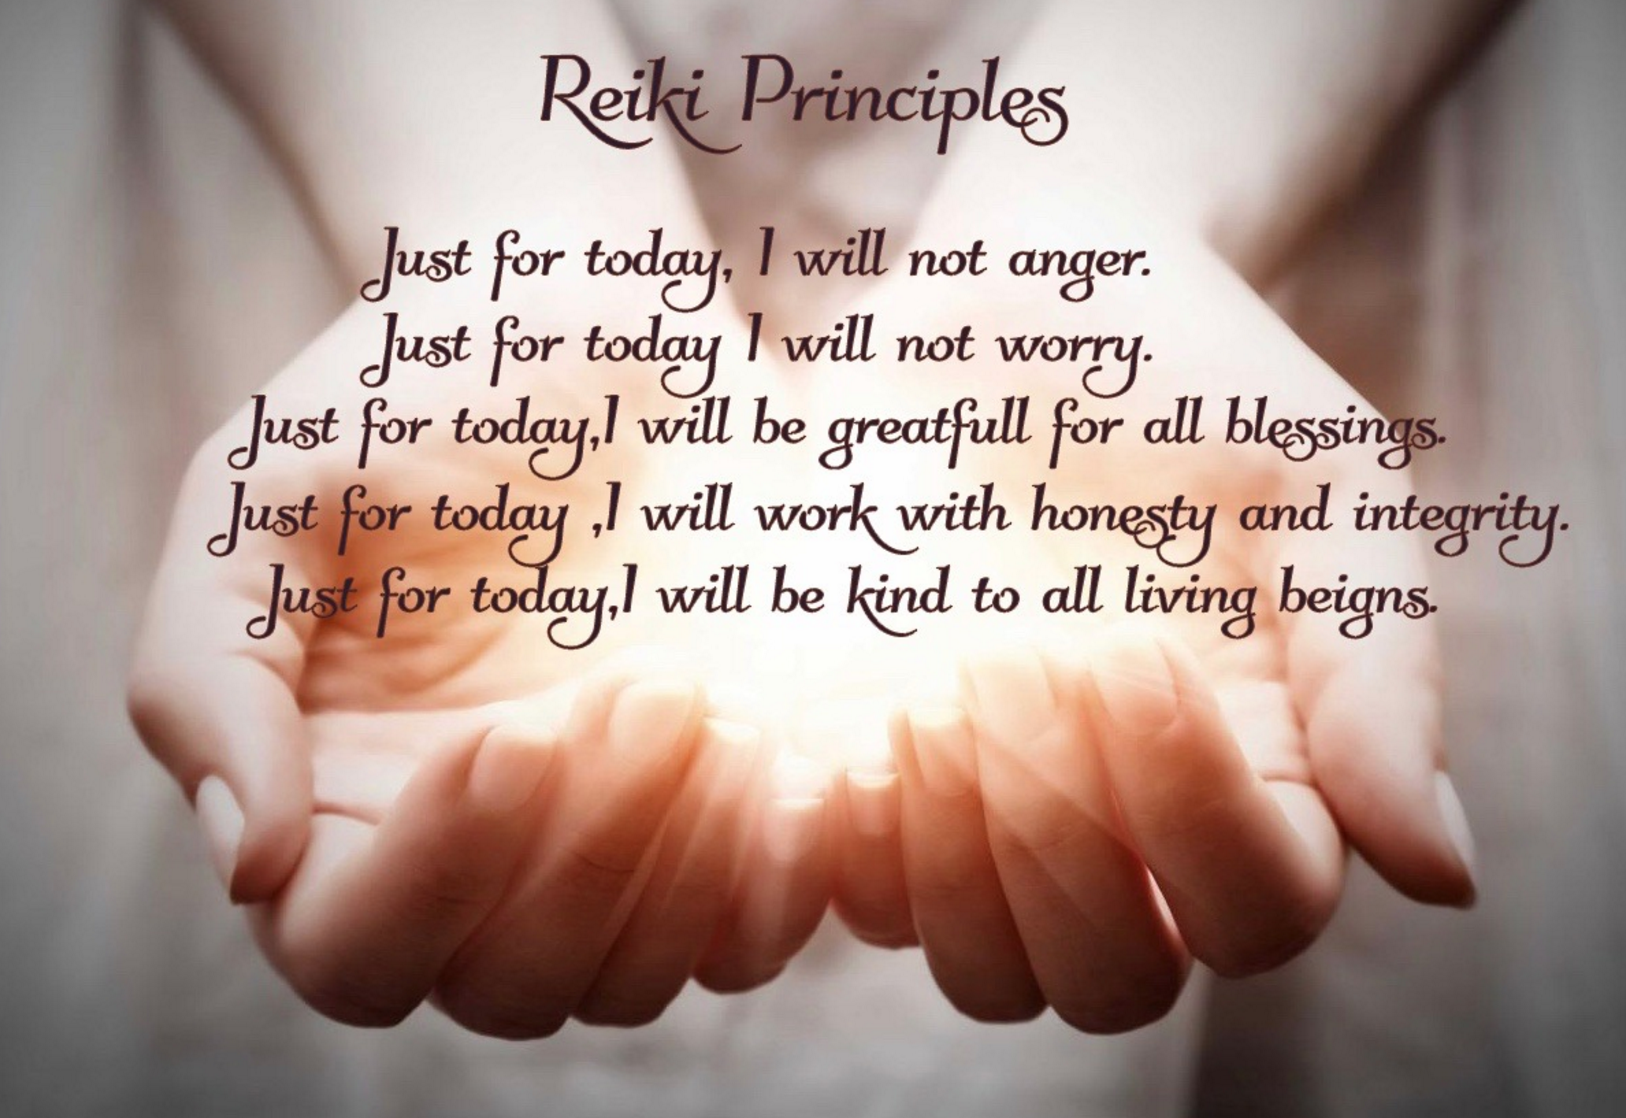 Reiki Principles
Just for today, I will not anger.
Just for today I will not worry.
Just for today,I will be greatfull for all blessings.
Just for today ,I will work with honesty and integrity.
Just for today,I will be kind to all living beigns.